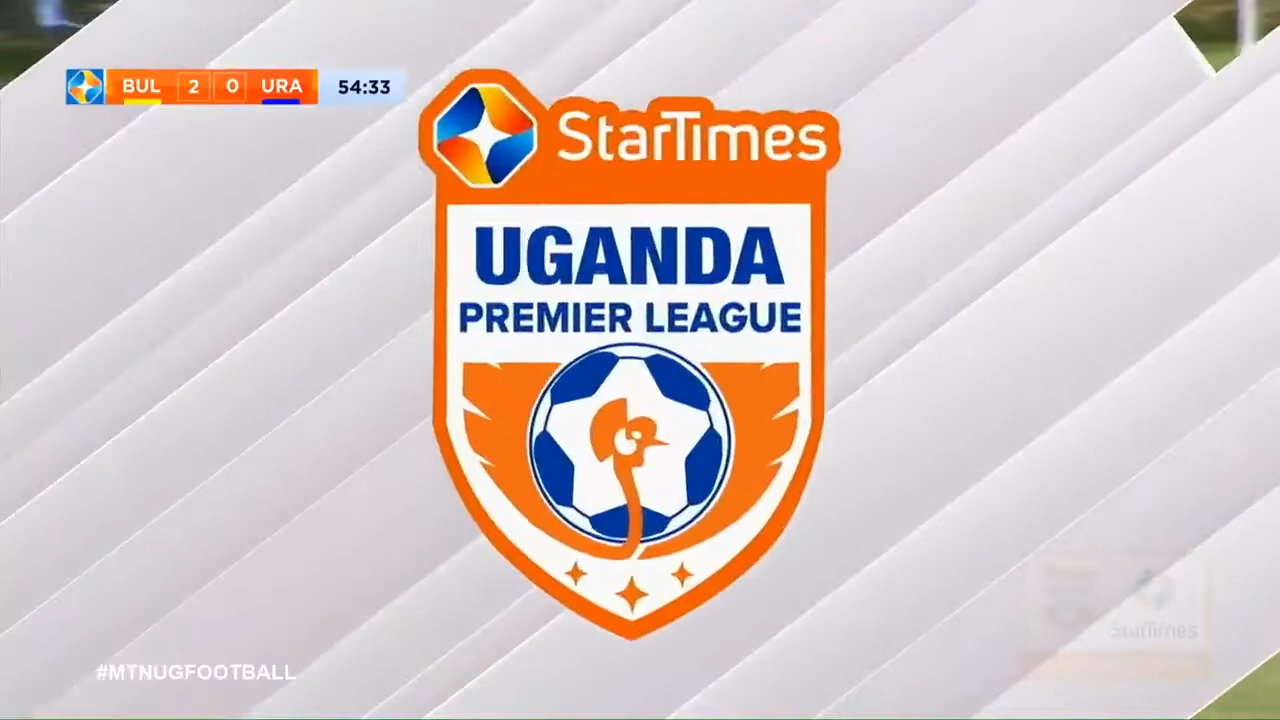 BUL 2 0 URA 54:33
StarTimes
UGANDA
PREMIER LEAGUE
StarTimes
#MTNUGFOOTBALL